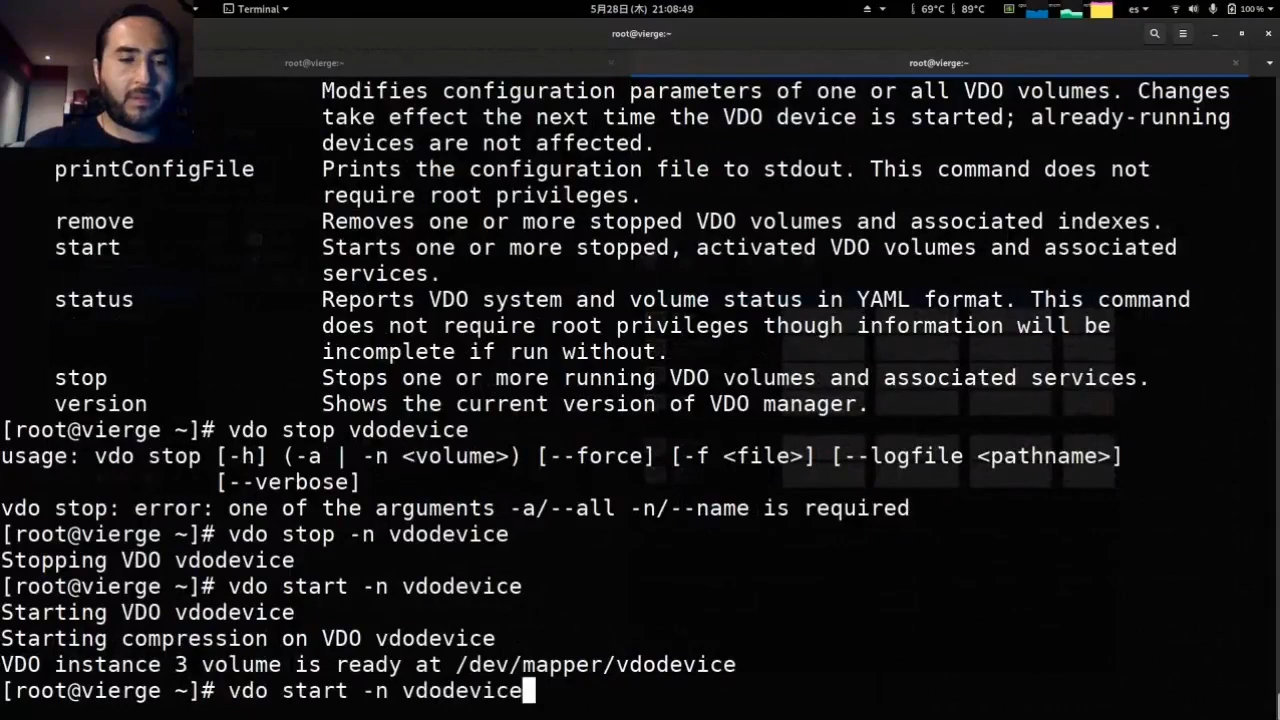 Terminal
5月28日(木) 21:08:49
69°C
89°C
es
100%
root@vierge:~
root@vierge:~
root@vierge:~
Modifies configuration parameters of one or all VDO volumes. Changes
take effect the next time the VDO device is started; already-running
devices are not affected.
printConfigFile Prints the configuration file to stdout. This command does not
require root privileges.
remove Removes one or more stopped VDO volumes and associated indexes.
start Starts one or more stopped, activated VDO volumes and associated
services.
status Reports VDO system and volume status in YAML format. This command
does not require root privileges though information will be
incomplete if run without.
stop Stops one or more running VDO volumes and associated services.
version Shows the current version of VDO manager.
[root@vierge ~]# vdo stop vdodevice
usage: vdo stop [-h] (-a | -n <volume>) [--force] [-f <file>] [--logfile <pathname>]
[--verbose]
vdo stop: error: one of the arguments -a/--all -n/--name is required
[root@vierge ~]# vdo stop -n vdodevice
Stopping VDO vdodevice
[root@vierge ~]# vdo start -n vdodevice
Starting VDO vdodevice
Starting compression on VDO vdodevice
VDO instance 3 volume is ready at /dev/mapper/vdodevice
[root@vierge ~]# vdo start -n vdodevice